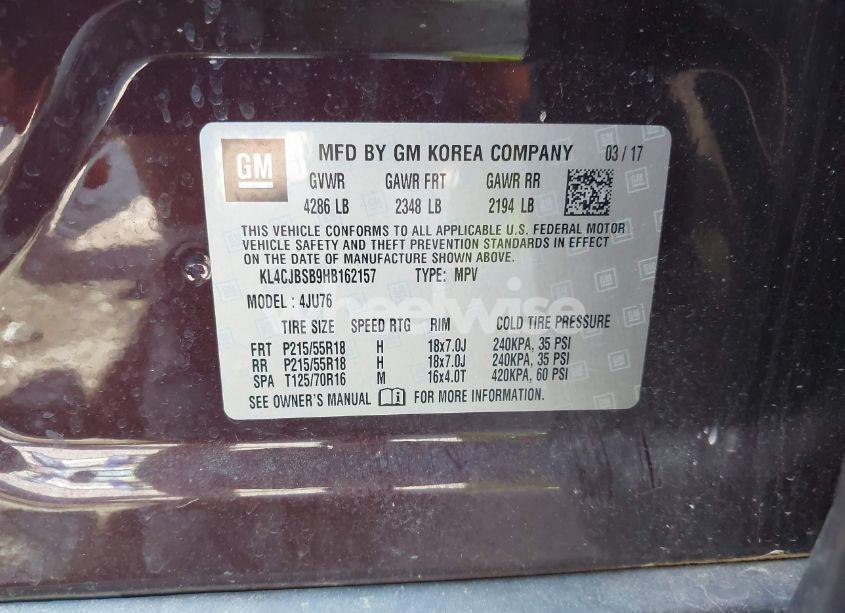 GM MFD BY GM KOREA COMPANY 03 / 17
GVWR GAWR FRT GAWR RR
4286 LB 2348 LB 2194 LB
THIS VEHICLE CONFORMS TO ALL APPLICABLE U.S. FEDERAL MOTOR
VEHICLE SAFETY AND THEFT PREVENTION STANDARDS IN EFFECT
ON THE DATE OF MANUFACTURE SHOWN ABOVE.
KL4CJBSB9HB162157 TYPE: MPV
MODEL : 4JU76
wheelwise
TIRE SIZE SPEED RTG RIM COLD TIRE PRESSURE
FRT P215/55R18 H 18x7.0J 240KPA, 35 PSI
RR P215/55R18 H 18x7.0J 240KPA, 35 PSI
SPA T125/70R16 M 16x4.0T 420KPA, 60 PSI
SEE OWNER'S MANUAL FOR MORE INFORMATION.